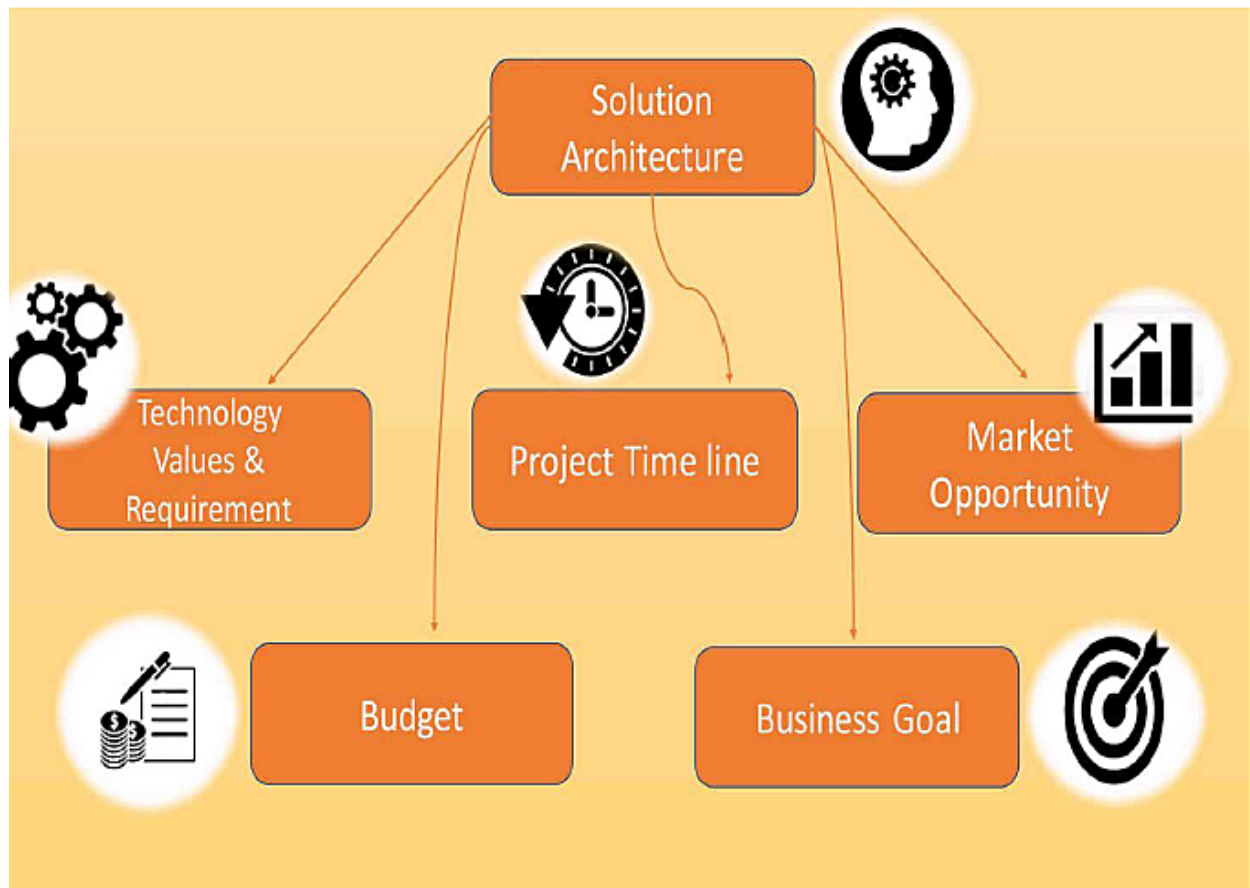 Solution
Architecture
Technology
Values &
Requirement
Project Time line
Market
Opportunity
Budget
Business Goal